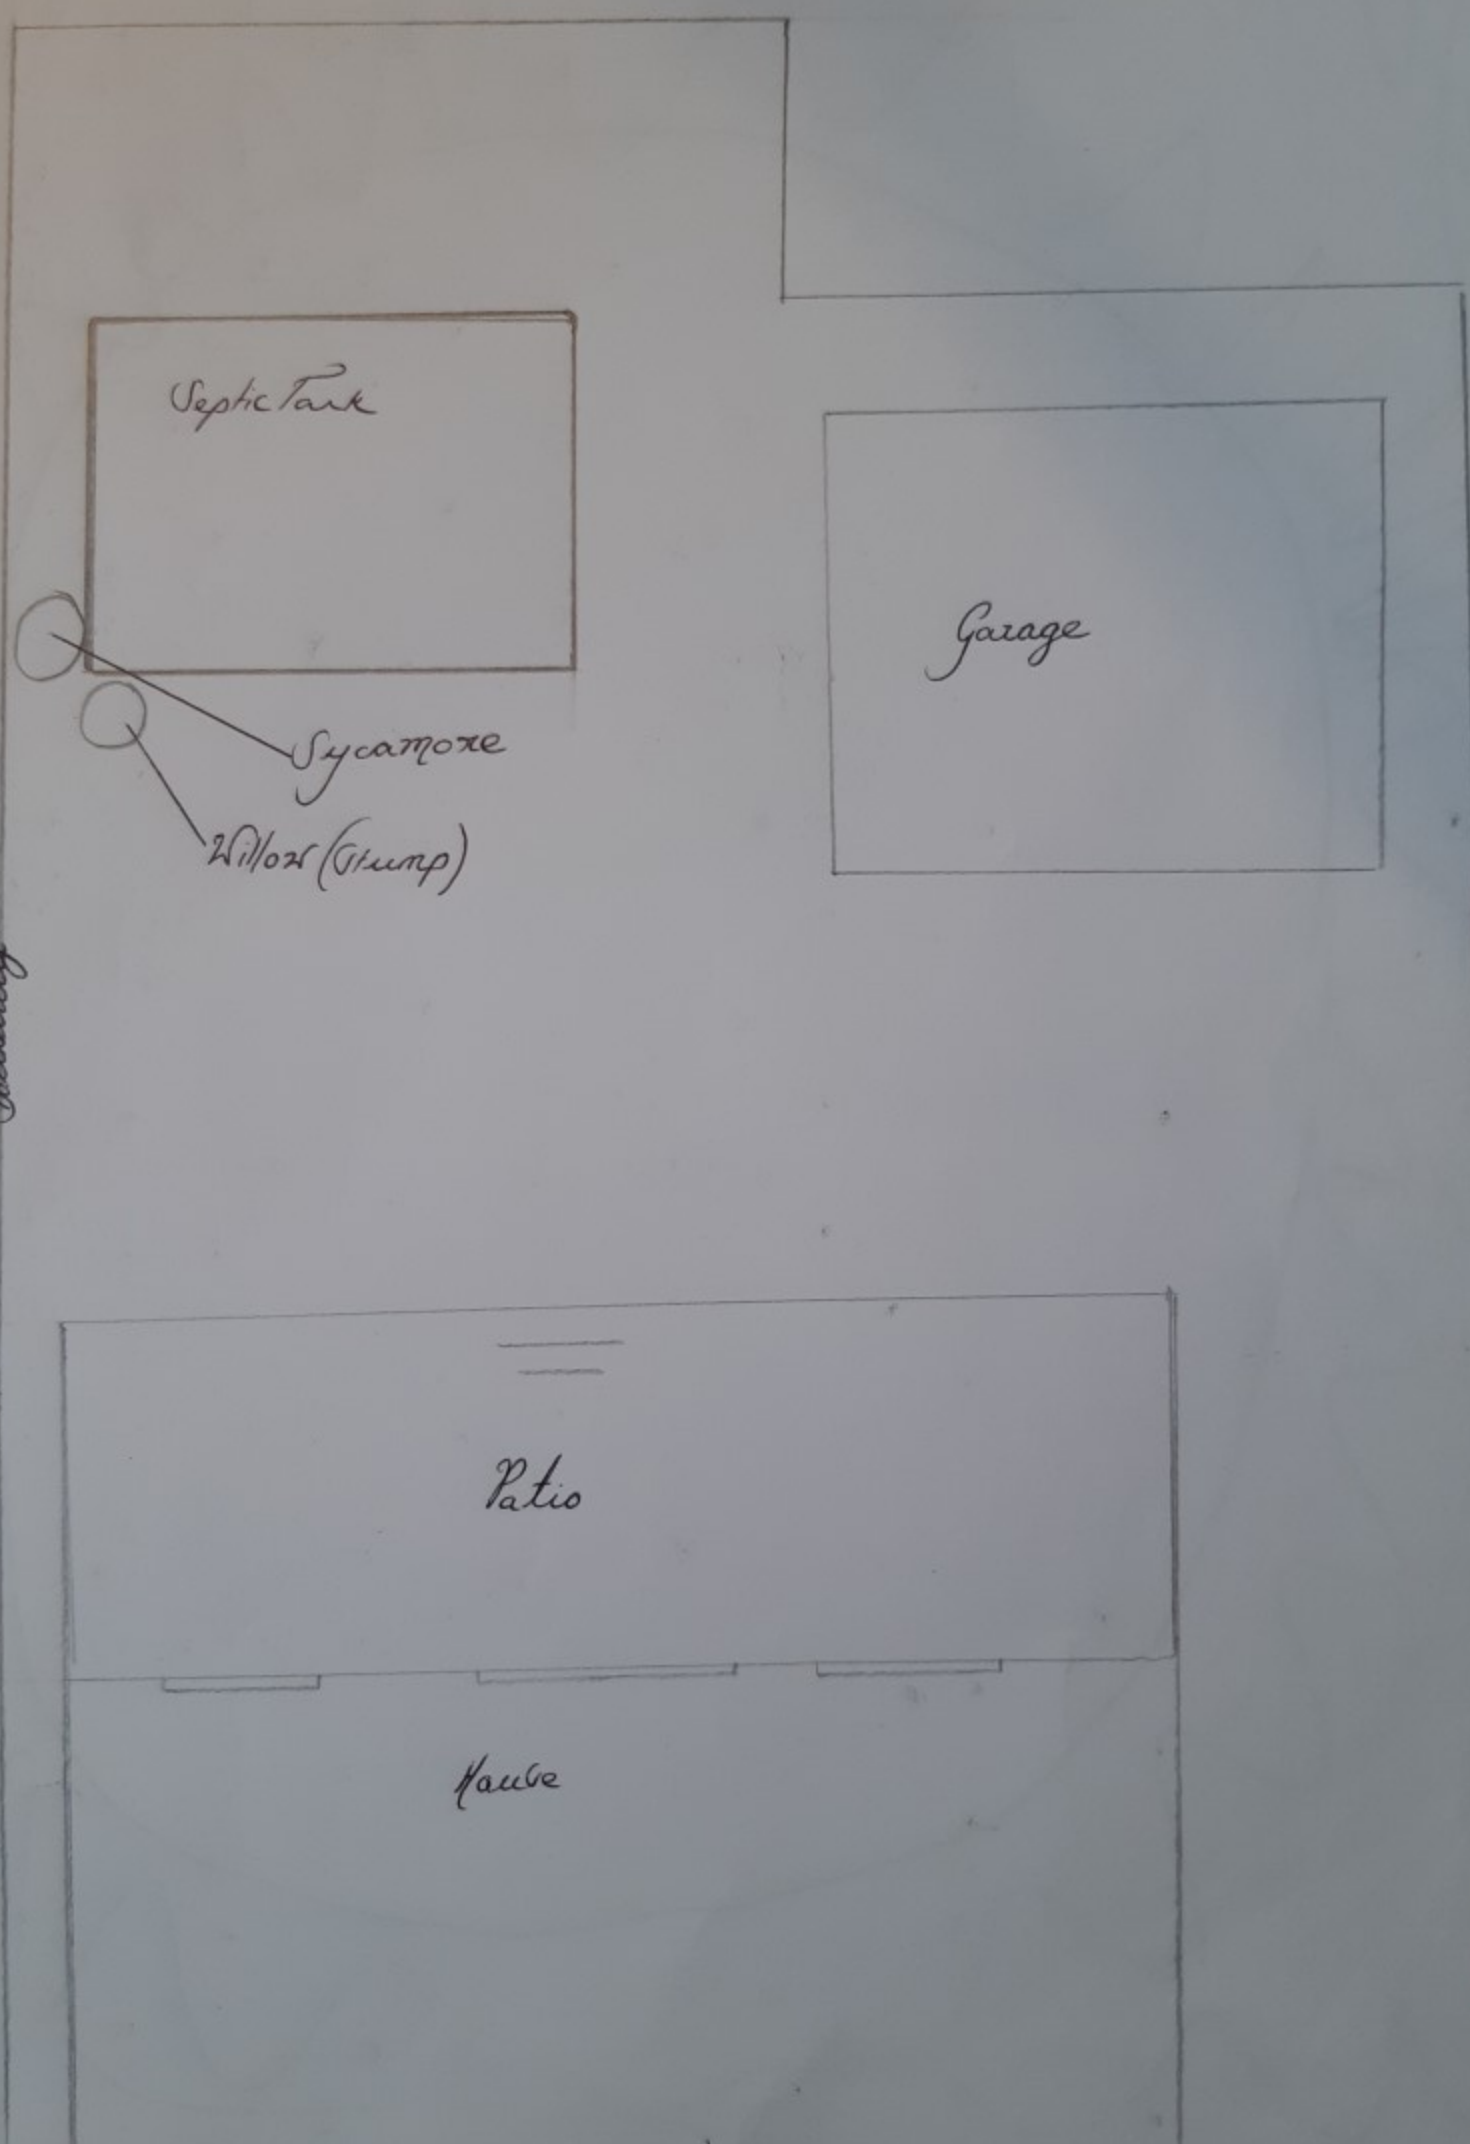 Septic Tank
Garage
Sycamore
Willow (Stump)
Patio
House